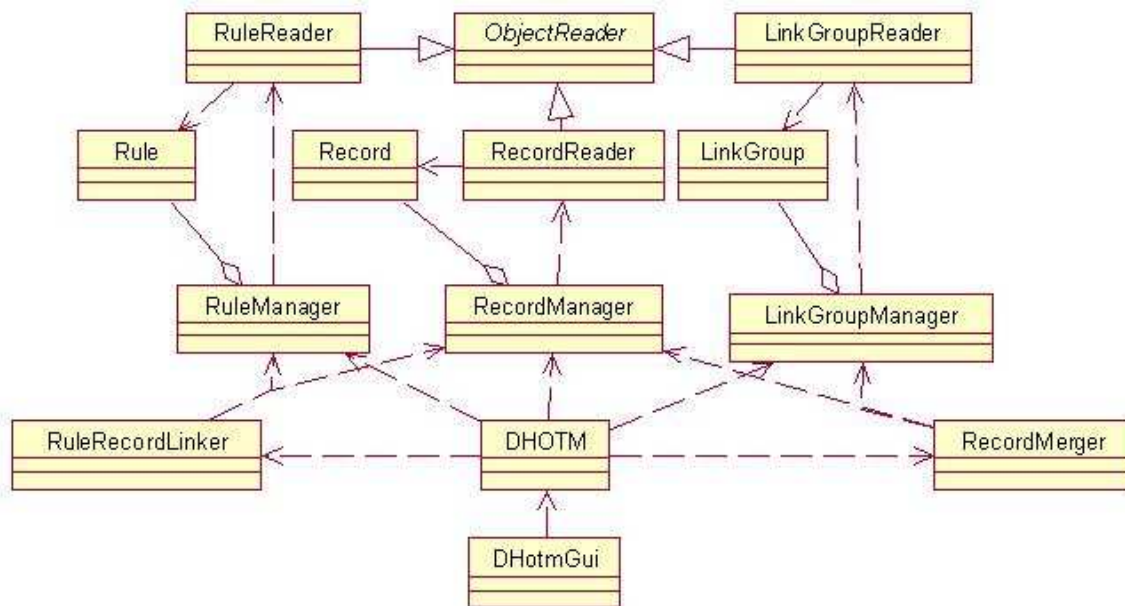 RuleReader
ObjectReader
LinkGroupReader
Rule
Record
RecordReader
LinkGroup
RuleManager
RecordManager
LinkGroupManager
RuleRecordLinker
DHOTM
RecordMerger
DHotmGui